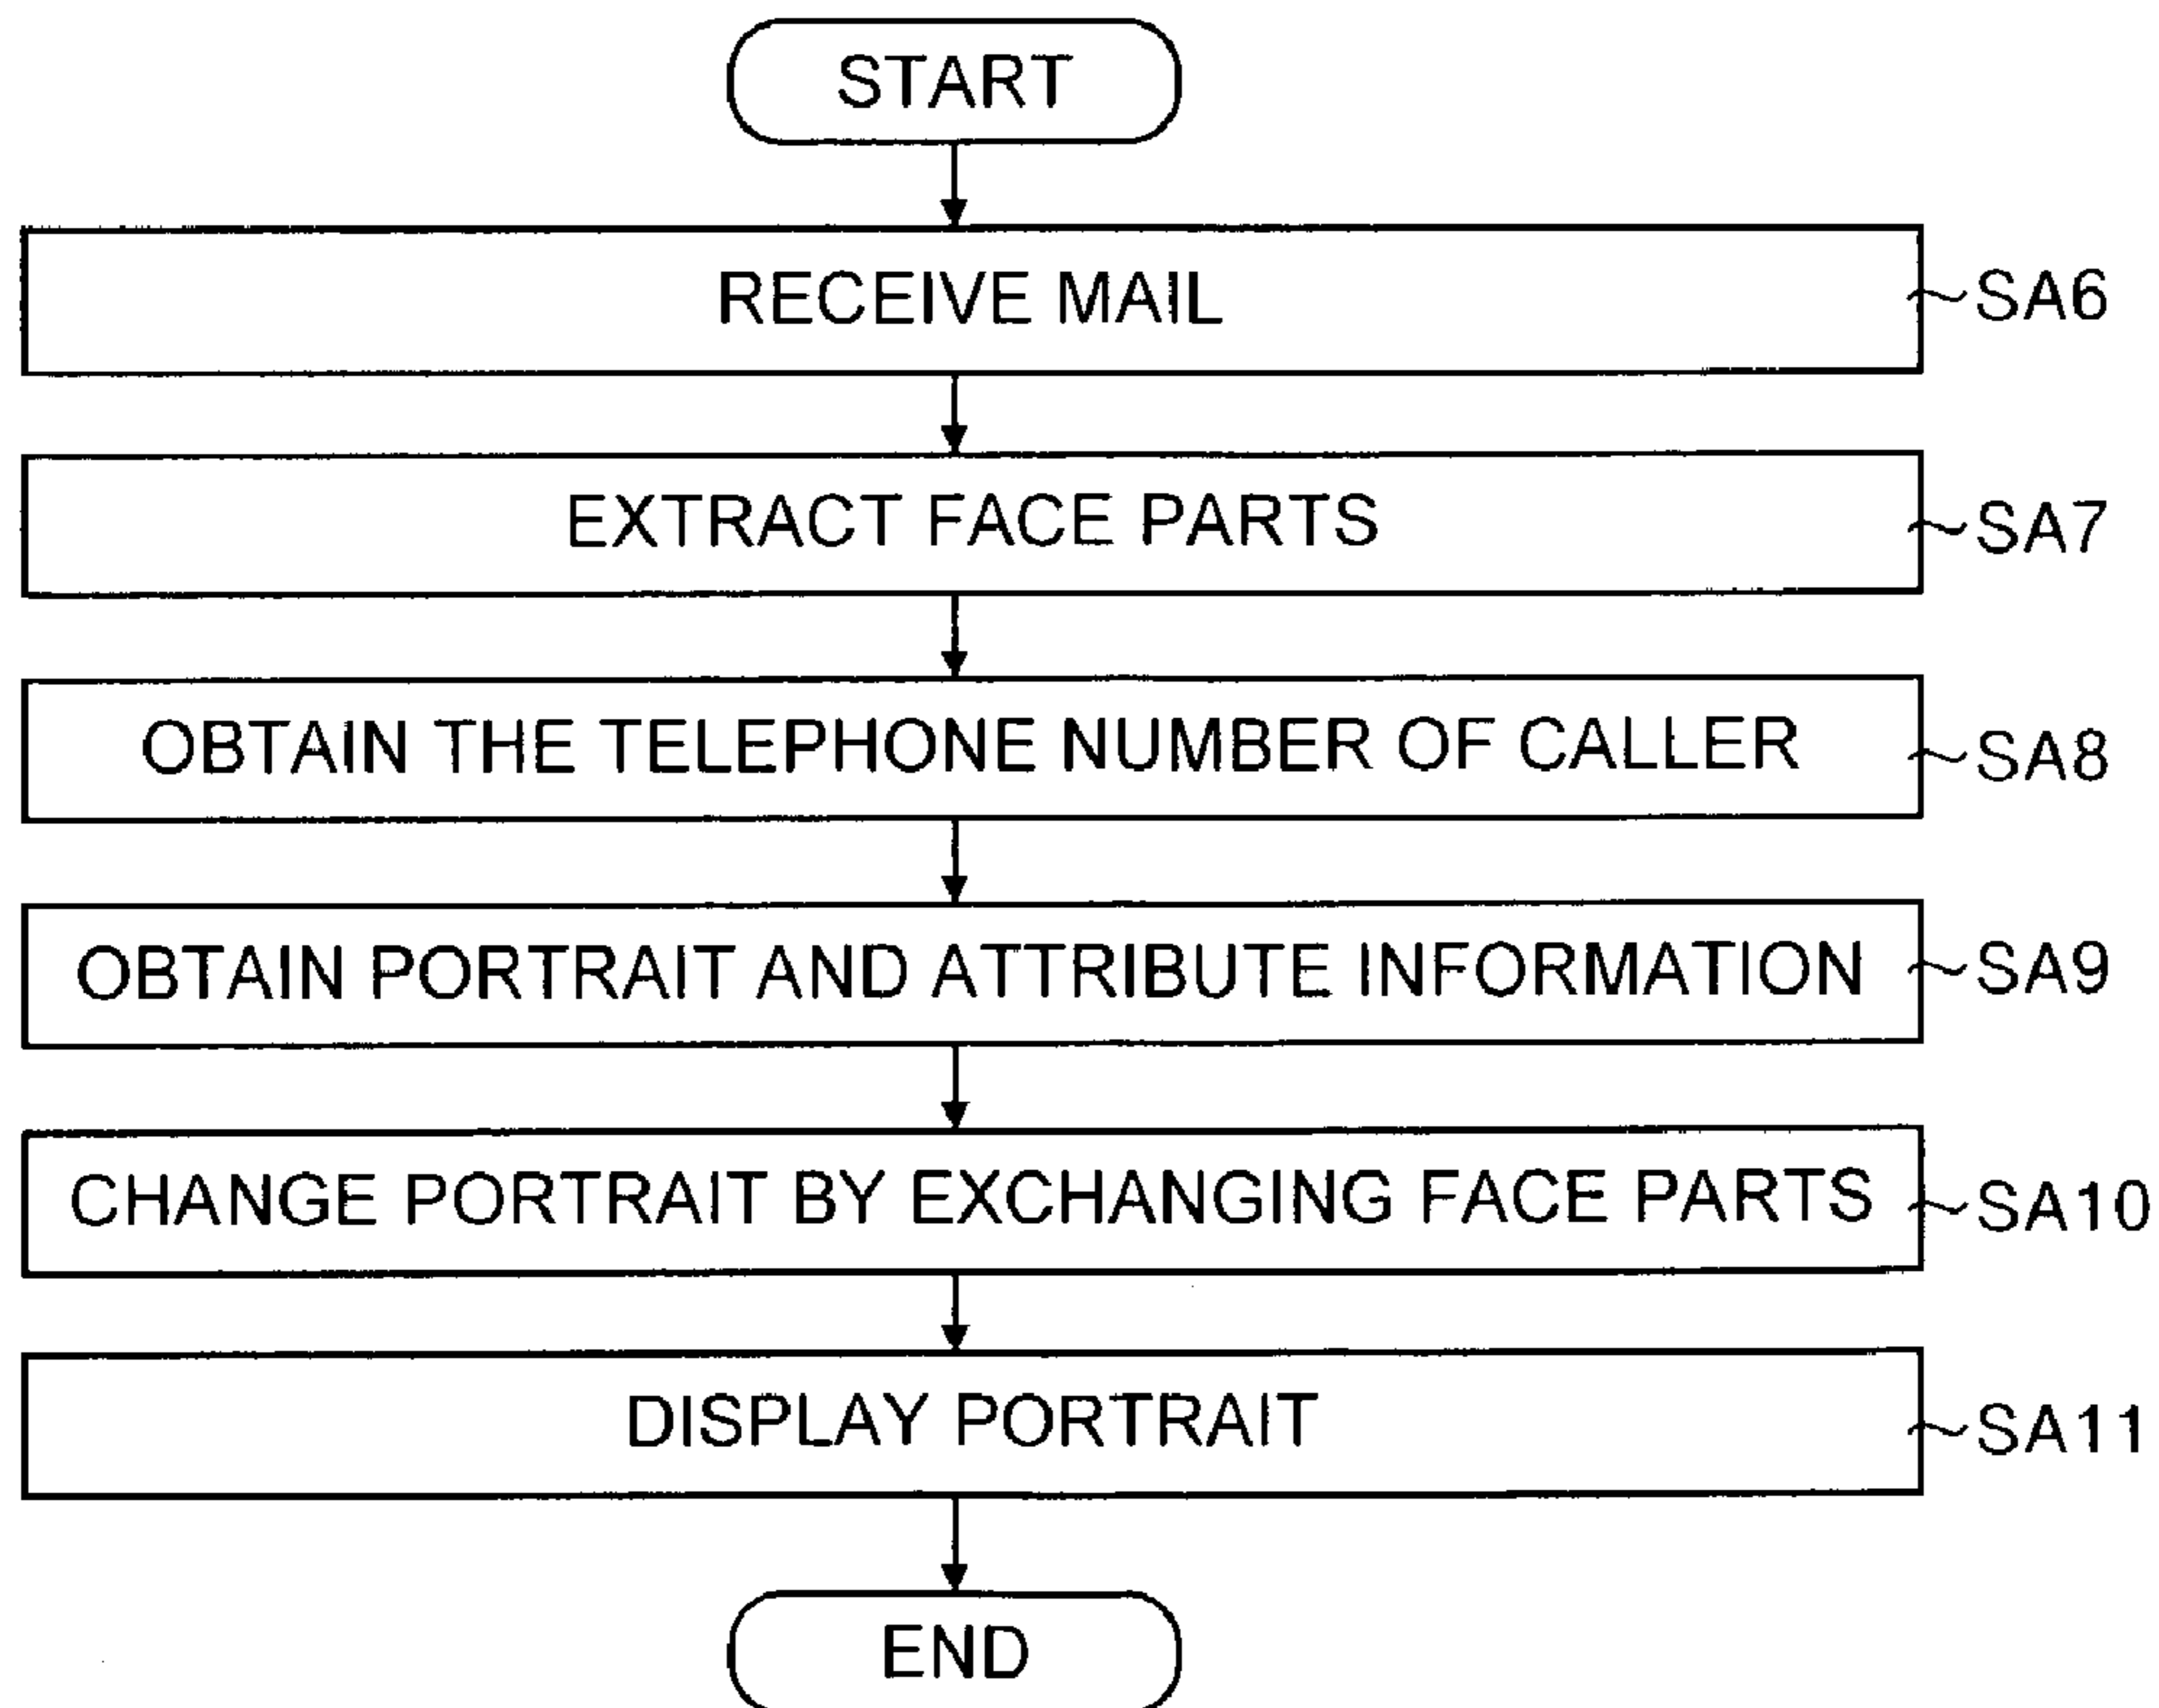 START
RECEIVE MAIL
SA6
EXTRACT FACE PARTS
SA7
OBTAIN THE TELEPHONE NUMBER OF CALLER
SA8
OBTAIN PORTRAIT AND ATTRIBUTE INFORMATION
SA9
CHANGE PORTRAIT BY EXCHANGING FACE PARTS
SA10
DISPLAY PORTRAIT
SA11
END